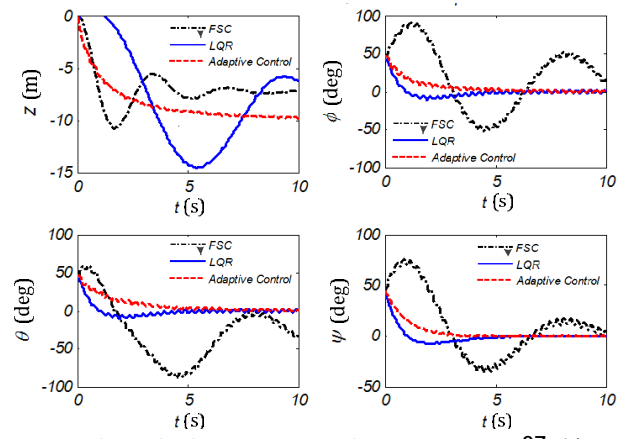 0
-5
-10
-15
z (m)
0
5
10
t (s)
FSC
LQR
Adaptive Control
100
50
0
-50
-100
ϕ (deg)
0
5
10
t (s)
FSC
LQR
Adaptive Control
100
50
0
-50
-100
θ (deg)
0
5
10
t (s)
FSC
LQR
Adaptive Control
100
50
0
50
ψ (deg)
0
5
10
t (s)
FSC
LQR
Adaptive Control